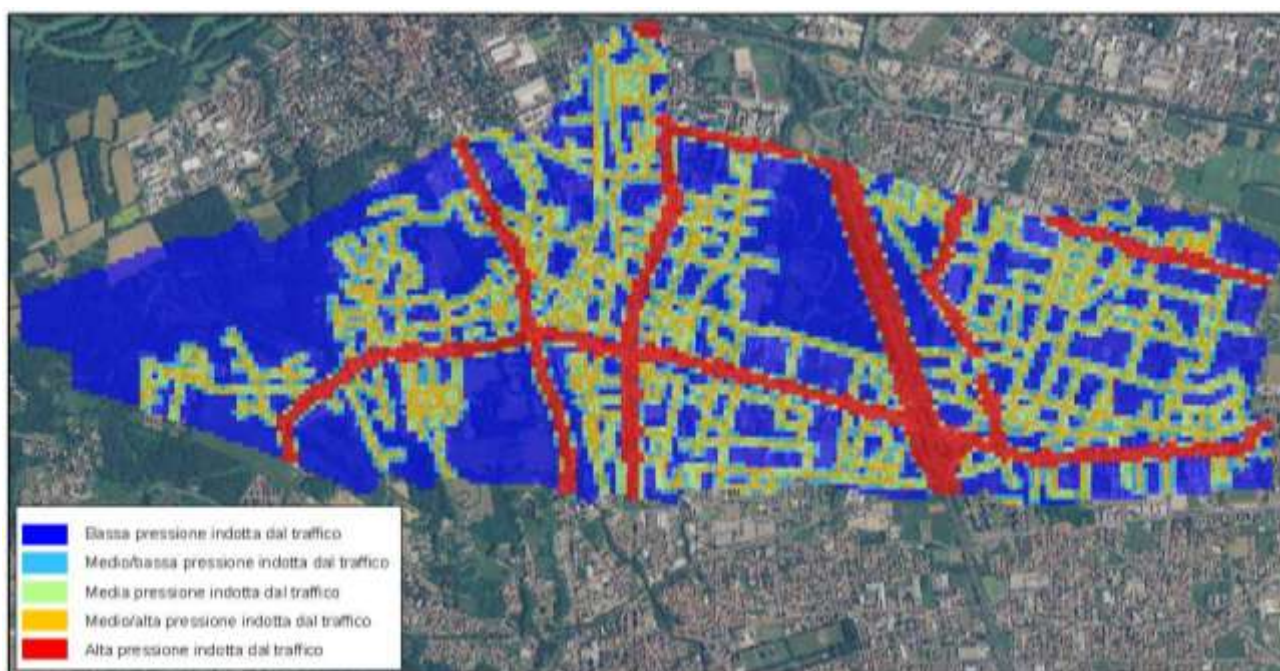 Bassa pressione indotta dal traffico
Medio/bassa pressione indotta dal traffico
Media pressione indotta dal traffico
Medio/alta pressione indotta dal traffico
Alta pressione indotta dal traffico